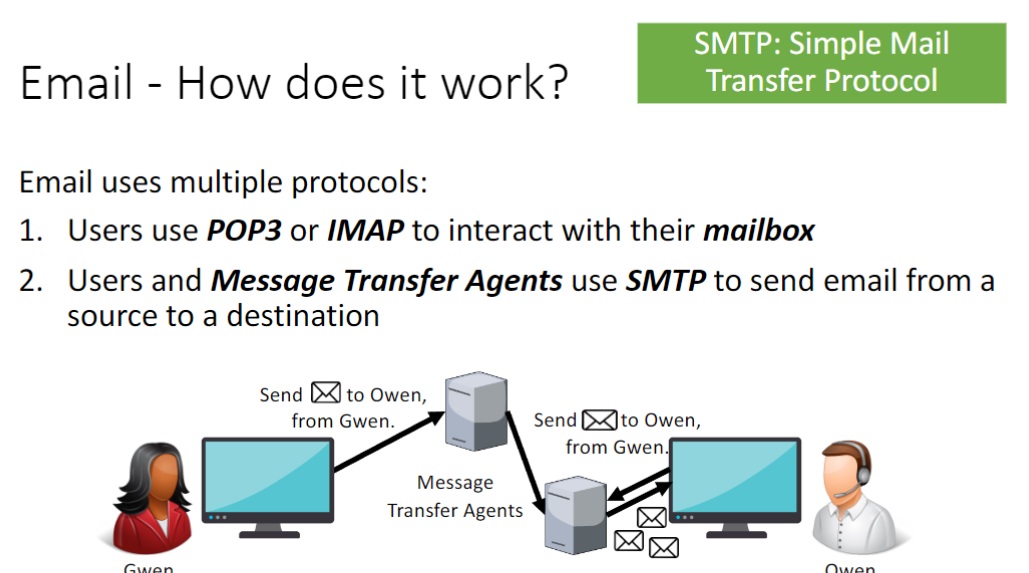 SMTP: Simple Mail
Transfer Protocol
Email - How does it work?
Email uses multiple protocols:
1. Users use POP3 or IMAP to interact with their mailbox
2. Users and Message Transfer Agents use SMTP to send email from a
source to a destination
Send to Owen,
from Gwen.
Send to Owen,
from Gwen.
Message
Transfer Agents
Gwen
Owen